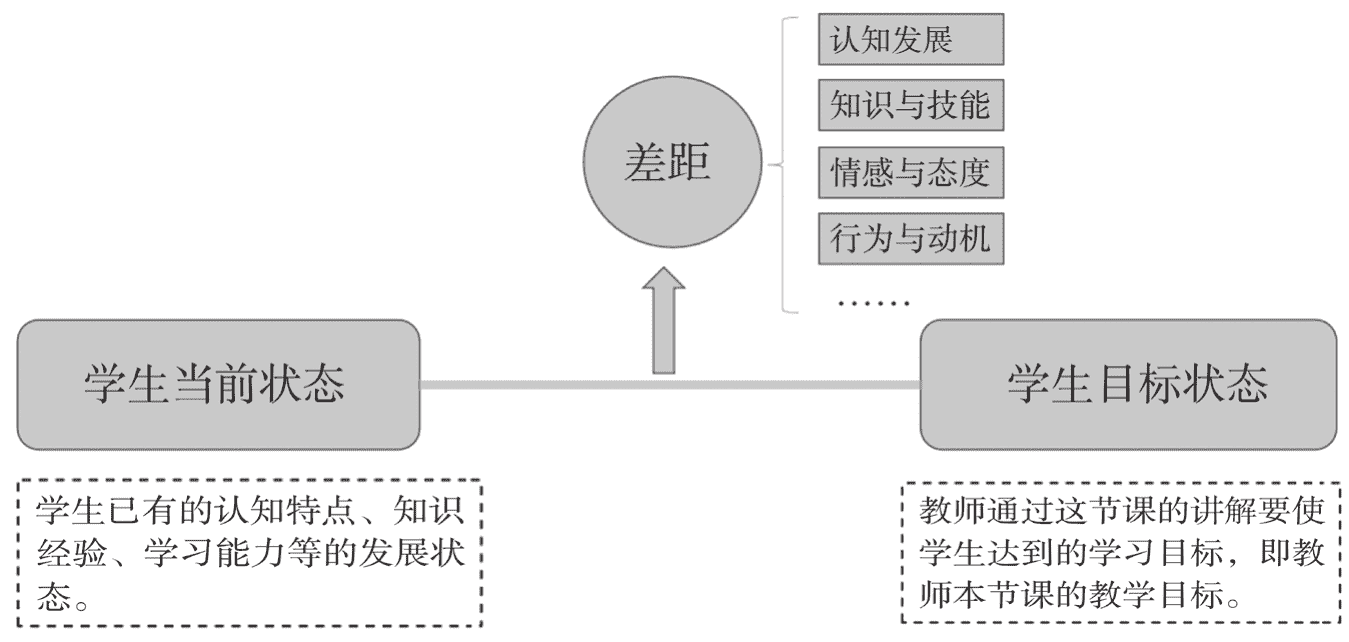 认知发展
知识与技能
情感与态度
行为与动机
……
差距
学生当前状态
学生目标状态
学生已有的认知特点、知识
经验、学习能力等的发展状
态。
教师通过这节课的讲解要使
学生达到的学习目标，即教
师本节课的教学目标。